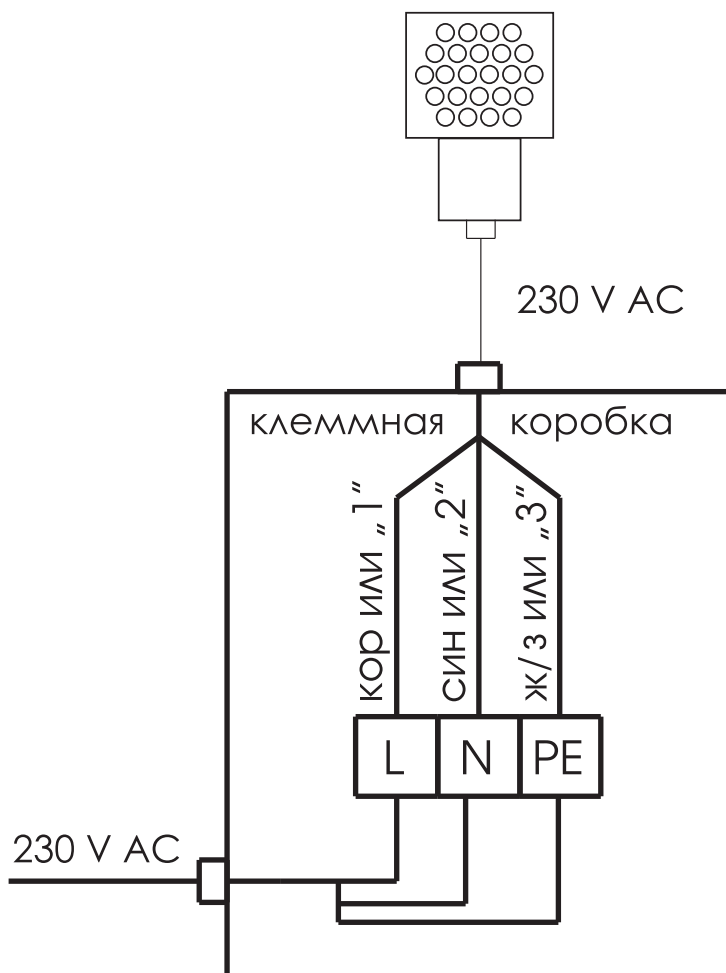 230 V AC
клеммная коробка
кор или „1“
син или „2“
ж/з или „3“
L N PE
230 V AC